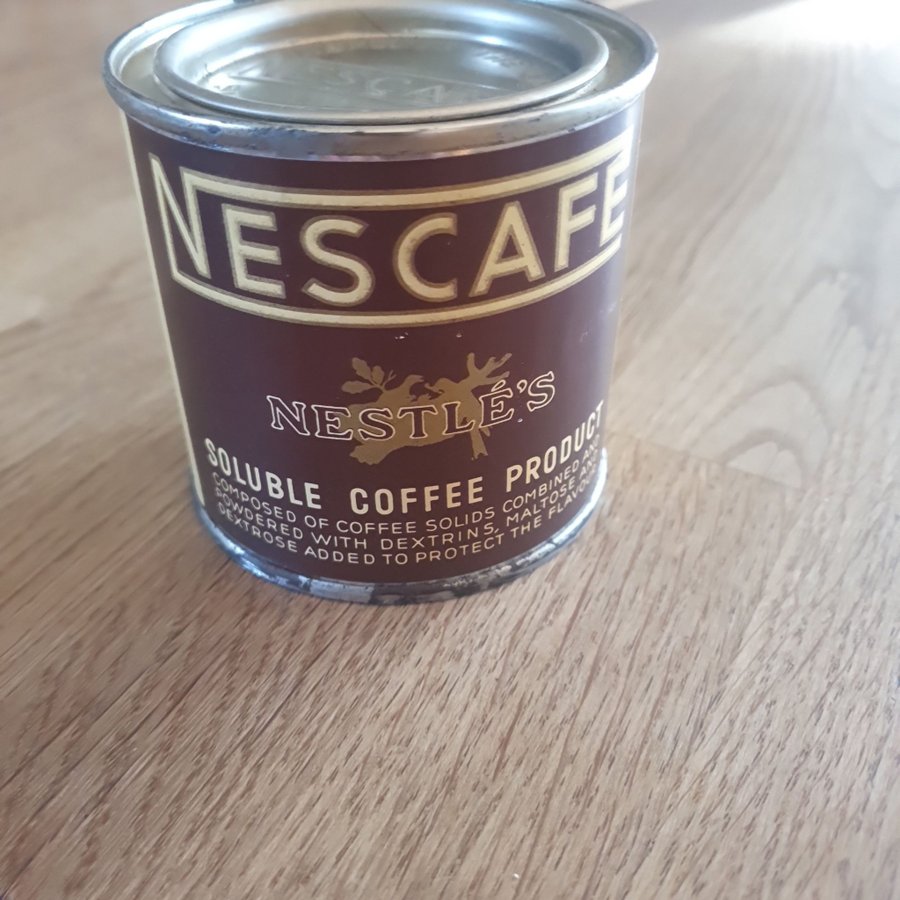 NESCAFÉ
NESTLÉ'S
SOLUBLE COFFEE PRODUCT
COMPOSED OF COFFEE SOLIDS COMBINED AND
POWDERED WITH DEXTRINS, MALTOSE AND
DEXTROSE ADDED TO PROTECT THE FLAVOUR